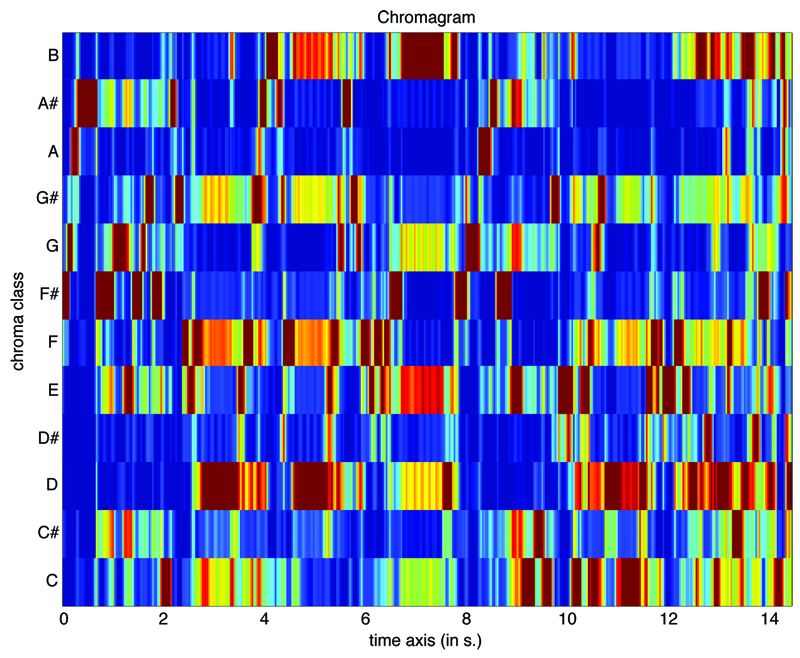 Chromagram
B
A#
A
G#
G
F#
F
E
D#
D
C#
C
chroma class
0 2 4 6 8 10 12 14
time axis (in s.)